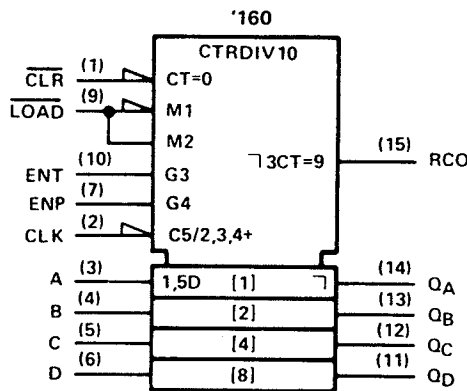 '160
CTRDIV10
CLR (1) CT=0
LOAD (9) M1
M2
ENT (10) G3
3CT=9 (15) RCO
ENP (7) G4
CLK (2) C5/2,3,4+
A (3) 1,5D [1] (14) QA
B (4) [2] (13) QB
C (5) [4] (12) QC
D (6) [8] (11) QD